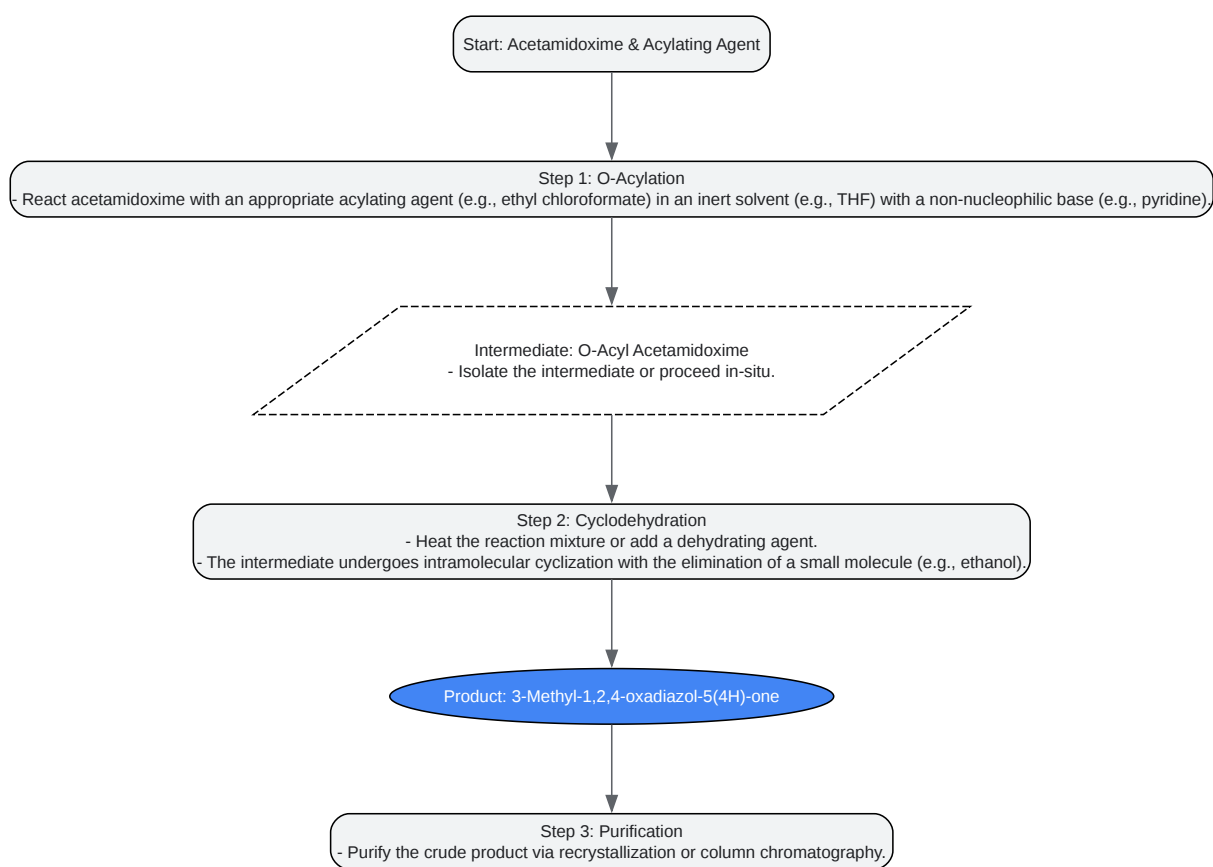 Start: Acetamidoxime & Acylating Agent
Step 1: O-Acylation
- React acetamidoxime with an appropriate acylating agent (e.g., ethyl chloroformate) in an inert solvent (e.g., THF) with a non-nucleophilic base (e.g., pyridine).
Intermediate: O-Acyl Acetamidoxime
- Isolate the intermediate or proceed in-situ.
Step 2: Cyclodehydration
- Heat the reaction mixture or add a dehydrating agent.
- The intermediate undergoes intramolecular cyclization with the elimination of a small molecule (e.g., ethanol).
Product: 3-Methyl-1,2,4-oxadiazol-5(4H)-one
Step 3: Purification
- Purify the crude product via recrystallization or column chromatography.